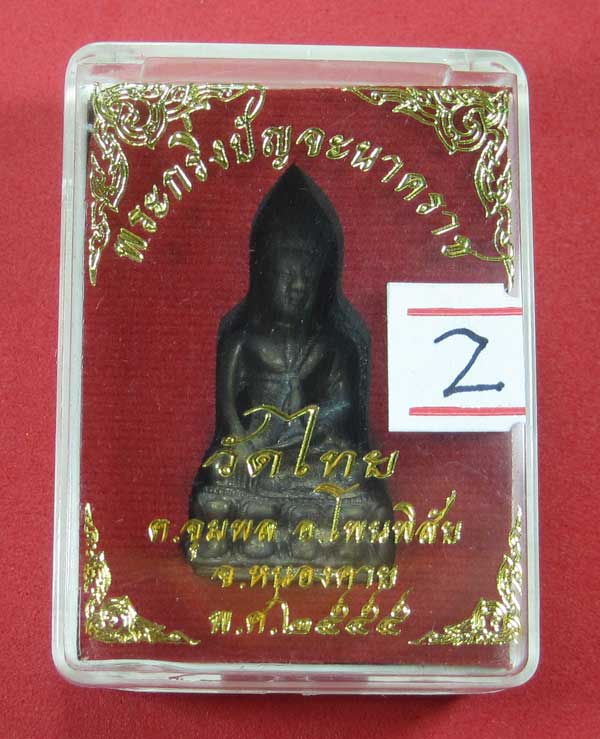 พระกริ่งปัญจะนาคราช
2
วัดไทย
ต.จุมพล อ.โพนพิสัย
จ.หนองคาย
พ.ศ.๒๕๔๕